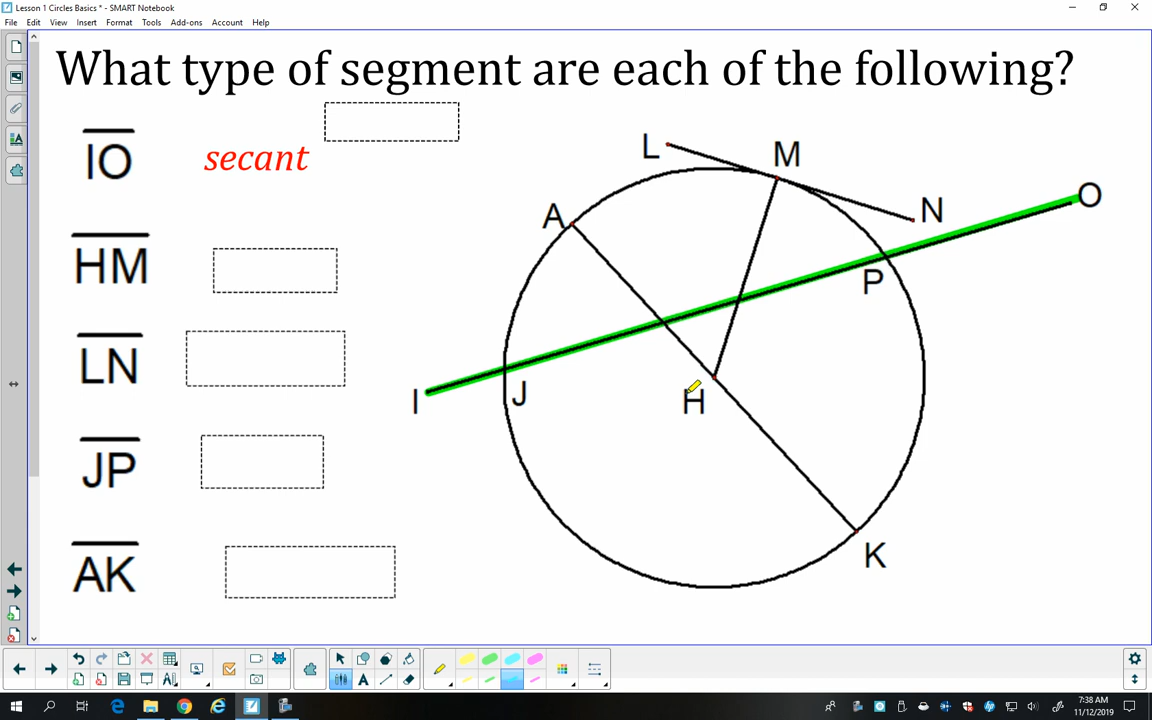 Lesson 1 Circles Basics * - SMART Notebook
File Edit View Insert Format Tools Add-ons Account Help
What type of segment are each of the following?
IO secant
HM
LN
JP
AK
L
M
A
N
O
P
I
J
H
K
7:38 AM
11/12/2019